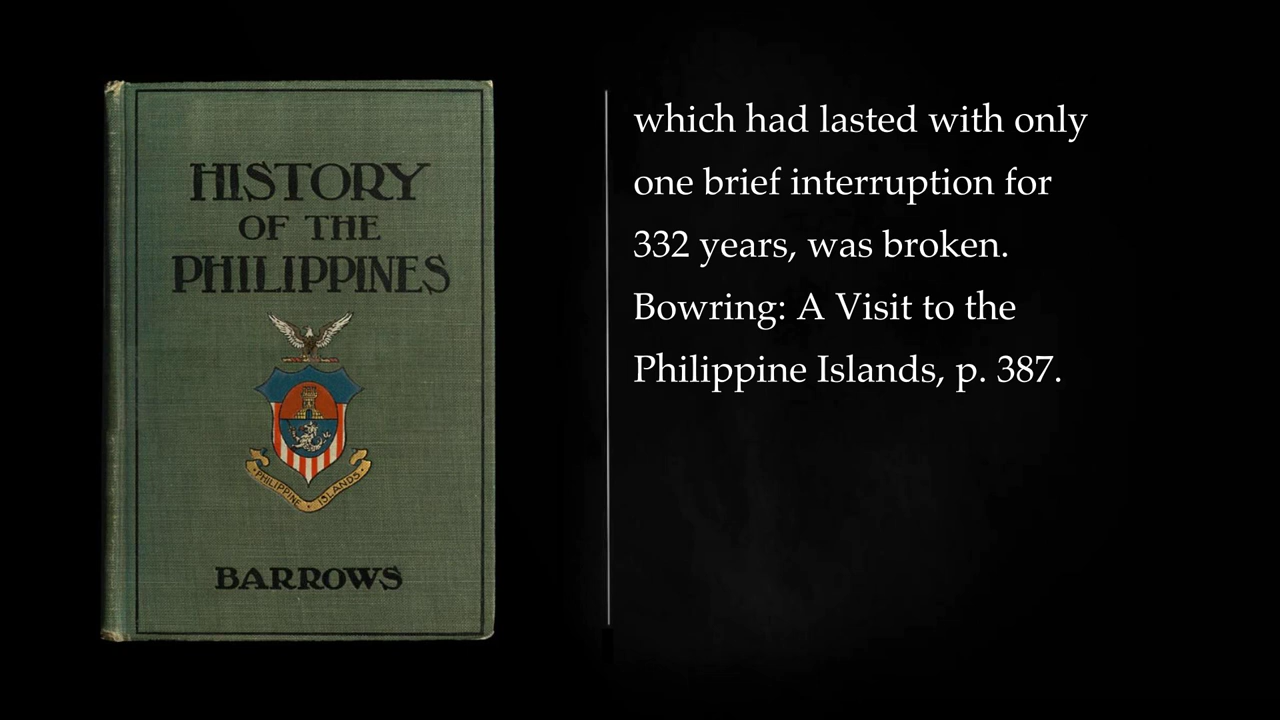 HISTORY
OF THE
PHILIPPINES
PHILIPPINE ISLANDS
BARROWS
which had lasted with only
one brief interruption for
332 years, was broken.
Bowring: A Visit to the
Philippine Islands, p. 387.